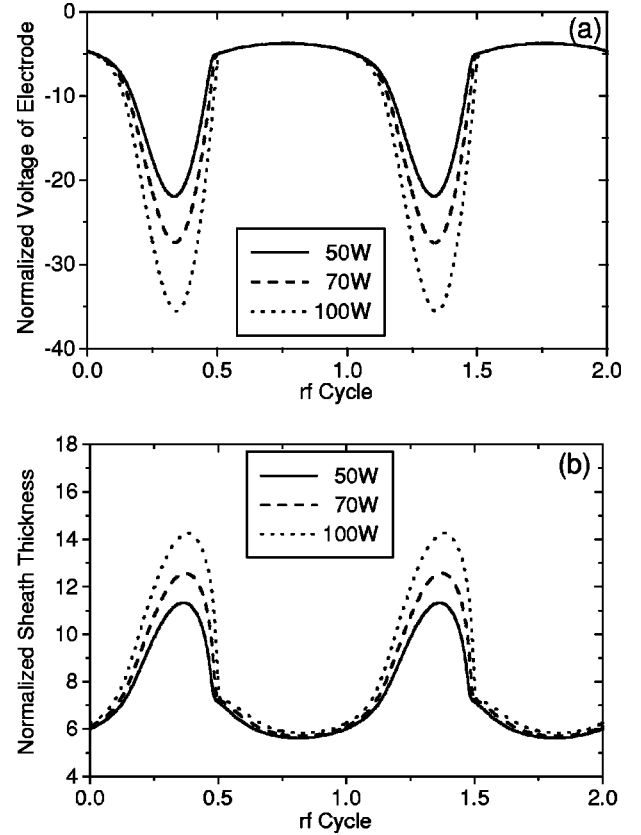 (a)
Normalized Voltage of Electrode
0
-10
-20
-30
-40
50W
70W
100W
0.0 0.5 1.0 1.5 2.0
rf Cycle
(b)
Normalized Sheath Thickness
18
16
14
12
10
8
6
4
50W
70W
100W
0.0 0.5 1.0 1.5 2.0
rf Cycle